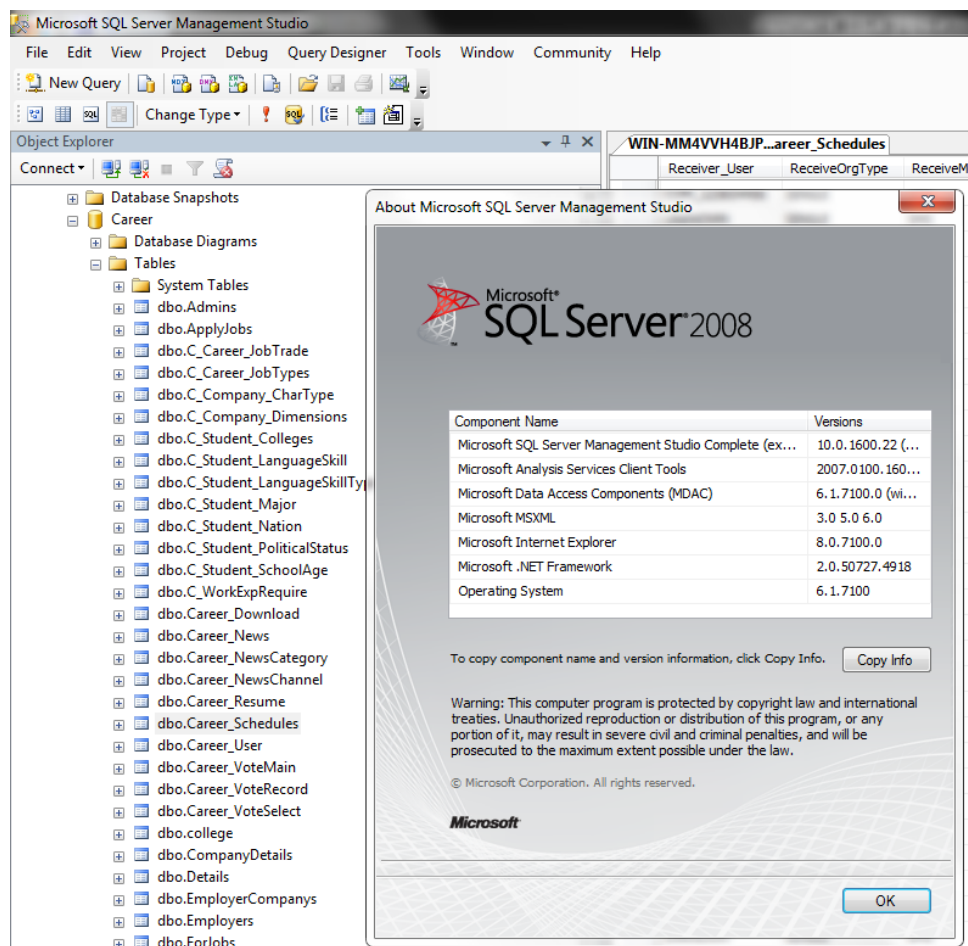 Microsoft SQL Server Management Studio
File Edit View Project Debug Query Designer Tools Window Community Help
New Query
Change Type
Object Explorer
WIN-MM4VVH4BJP...areer_Schedules
Connect
Receiver_User ReceiveOrgType ReceiveM
Database Snapshots
Career
Database Diagrams
Tables
System Tables
dbo.Admins
dbo.ApplyJobs
dbo.C_Career_JobTrade
dbo.C_Career_JobTypes
dbo.C_Company_CharType
dbo.C_Company_Dimensions
dbo.C_Student_Colleges
dbo.C_Student_LanguageSkill
dbo.C_Student_LanguageSkillTyp
dbo.C_Student_Major
dbo.C_Student_Nation
dbo.C_Student_PoliticalStatus
dbo.C_Student_SchoolAge
dbo.C_WorkExpRequire
dbo.Career_Download
dbo.Career_News
dbo.Career_NewsCategory
dbo.Career_NewsChannel
dbo.Career_Resume
dbo.Career_Schedules
dbo.Career_User
dbo.Career_VoteMain
dbo.Career_VoteRecord
dbo.Career_VoteSelect
dbo.college
dbo.CompanyDetails
dbo.Details
dbo.EmployerCompanys
dbo.Employers
dbo.ForJobs
About Microsoft SQL Server Management Studio
Microsoft®
SQL Server® 2008
Component Name Versions
Microsoft SQL Server Management Studio Complete (ex... 10.0.1600.22 (...
Microsoft Analysis Services Client Tools 2007.0100.160...
Microsoft Data Access Components (MDAC) 6.1.7100.0 (wi...
Microsoft MSXML 3.0 5.0 6.0
Microsoft Internet Explorer 8.0.7100.0
Microsoft .NET Framework 2.0.50727.4918
Operating System 6.1.7100
To copy component name and version information, click Copy Info. Copy Info
Warning: This computer program is protected by copyright law and international
treaties. Unauthorized reproduction or distribution of this program, or any
portion of it, may result in severe civil and criminal penalties, and will be
prosecuted to the maximum extent possible under the law.
© Microsoft Corporation. All rights reserved.
Microsoft
OK